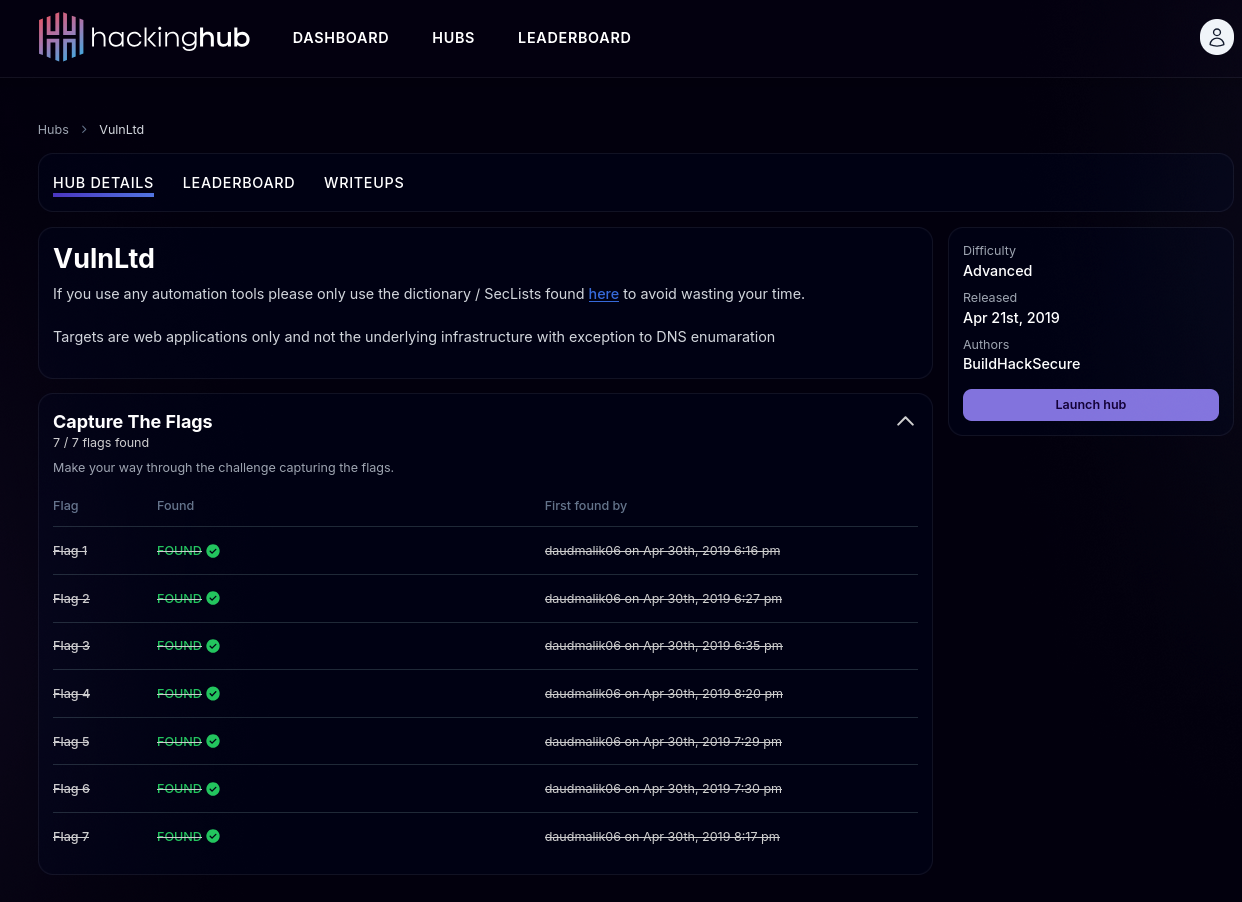 hackinghub DASHBOARD HUBS LEADERBOARD
Hubs > VulnLtd
HUB DETAILS LEADERBOARD WRITEUPS
VulnLtd
If you use any automation tools please only use the dictionary / SecLists found here to avoid wasting your time.
Targets are web applications only and not the underlying infrastructure with exception to DNS enumaration
Difficulty
Advanced
Released
Apr 21st, 2019
Authors
BuildHackSecure
Launch hub
Capture The Flags
7 / 7 flags found
Make your way through the challenge capturing the flags.
Flag Found First found by
Flag 1 FOUND daudmalik06 on Apr 30th, 2019 6:16 pm
Flag 2 FOUND daudmalik06 on Apr 30th, 2019 6:27 pm
Flag 3 FOUND daudmalik06 on Apr 30th, 2019 6:35 pm
Flag 4 FOUND daudmalik06 on Apr 30th, 2019 8:20 pm
Flag 5 FOUND daudmalik06 on Apr 30th, 2019 7:29 pm
Flag 6 FOUND daudmalik06 on Apr 30th, 2019 7:30 pm
Flag 7 FOUND daudmalik06 on Apr 30th, 2019 8:17 pm